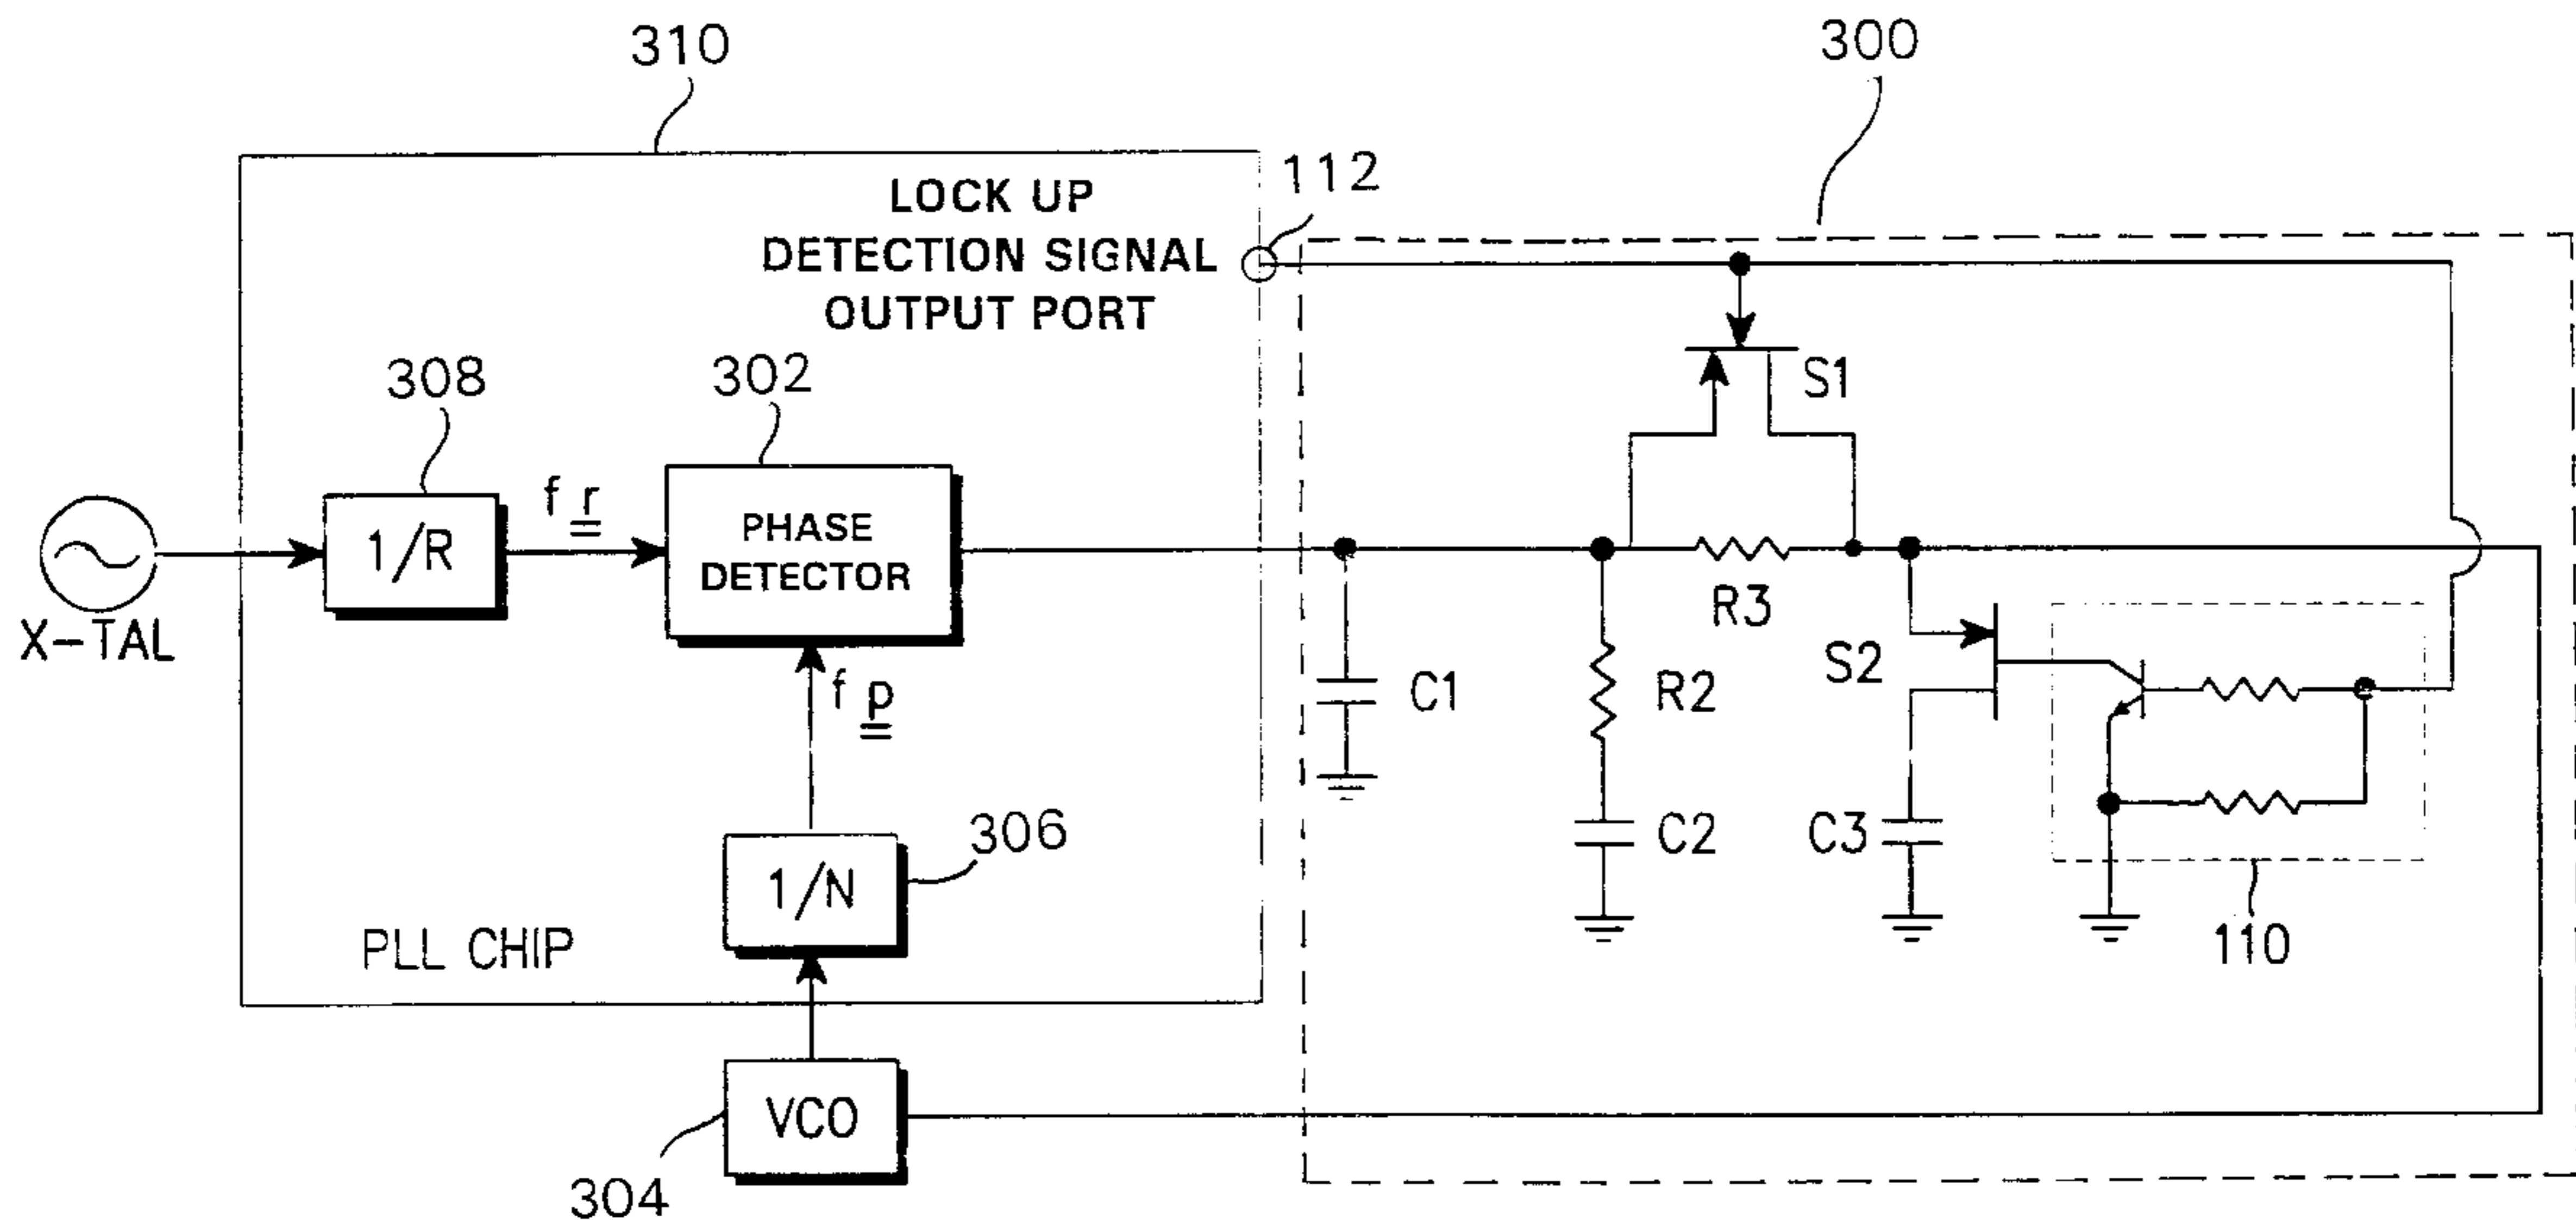 310
300
112
LOCK UP
DETECTION SIGNAL
OUTPUT PORT
308
302
S1
f r
PHASE
DETECTOR
1/R
X-TAL
R3
f p
C1
R2
S2
306
1/N
C2
C3
110
PLL CHIP
VCO
304